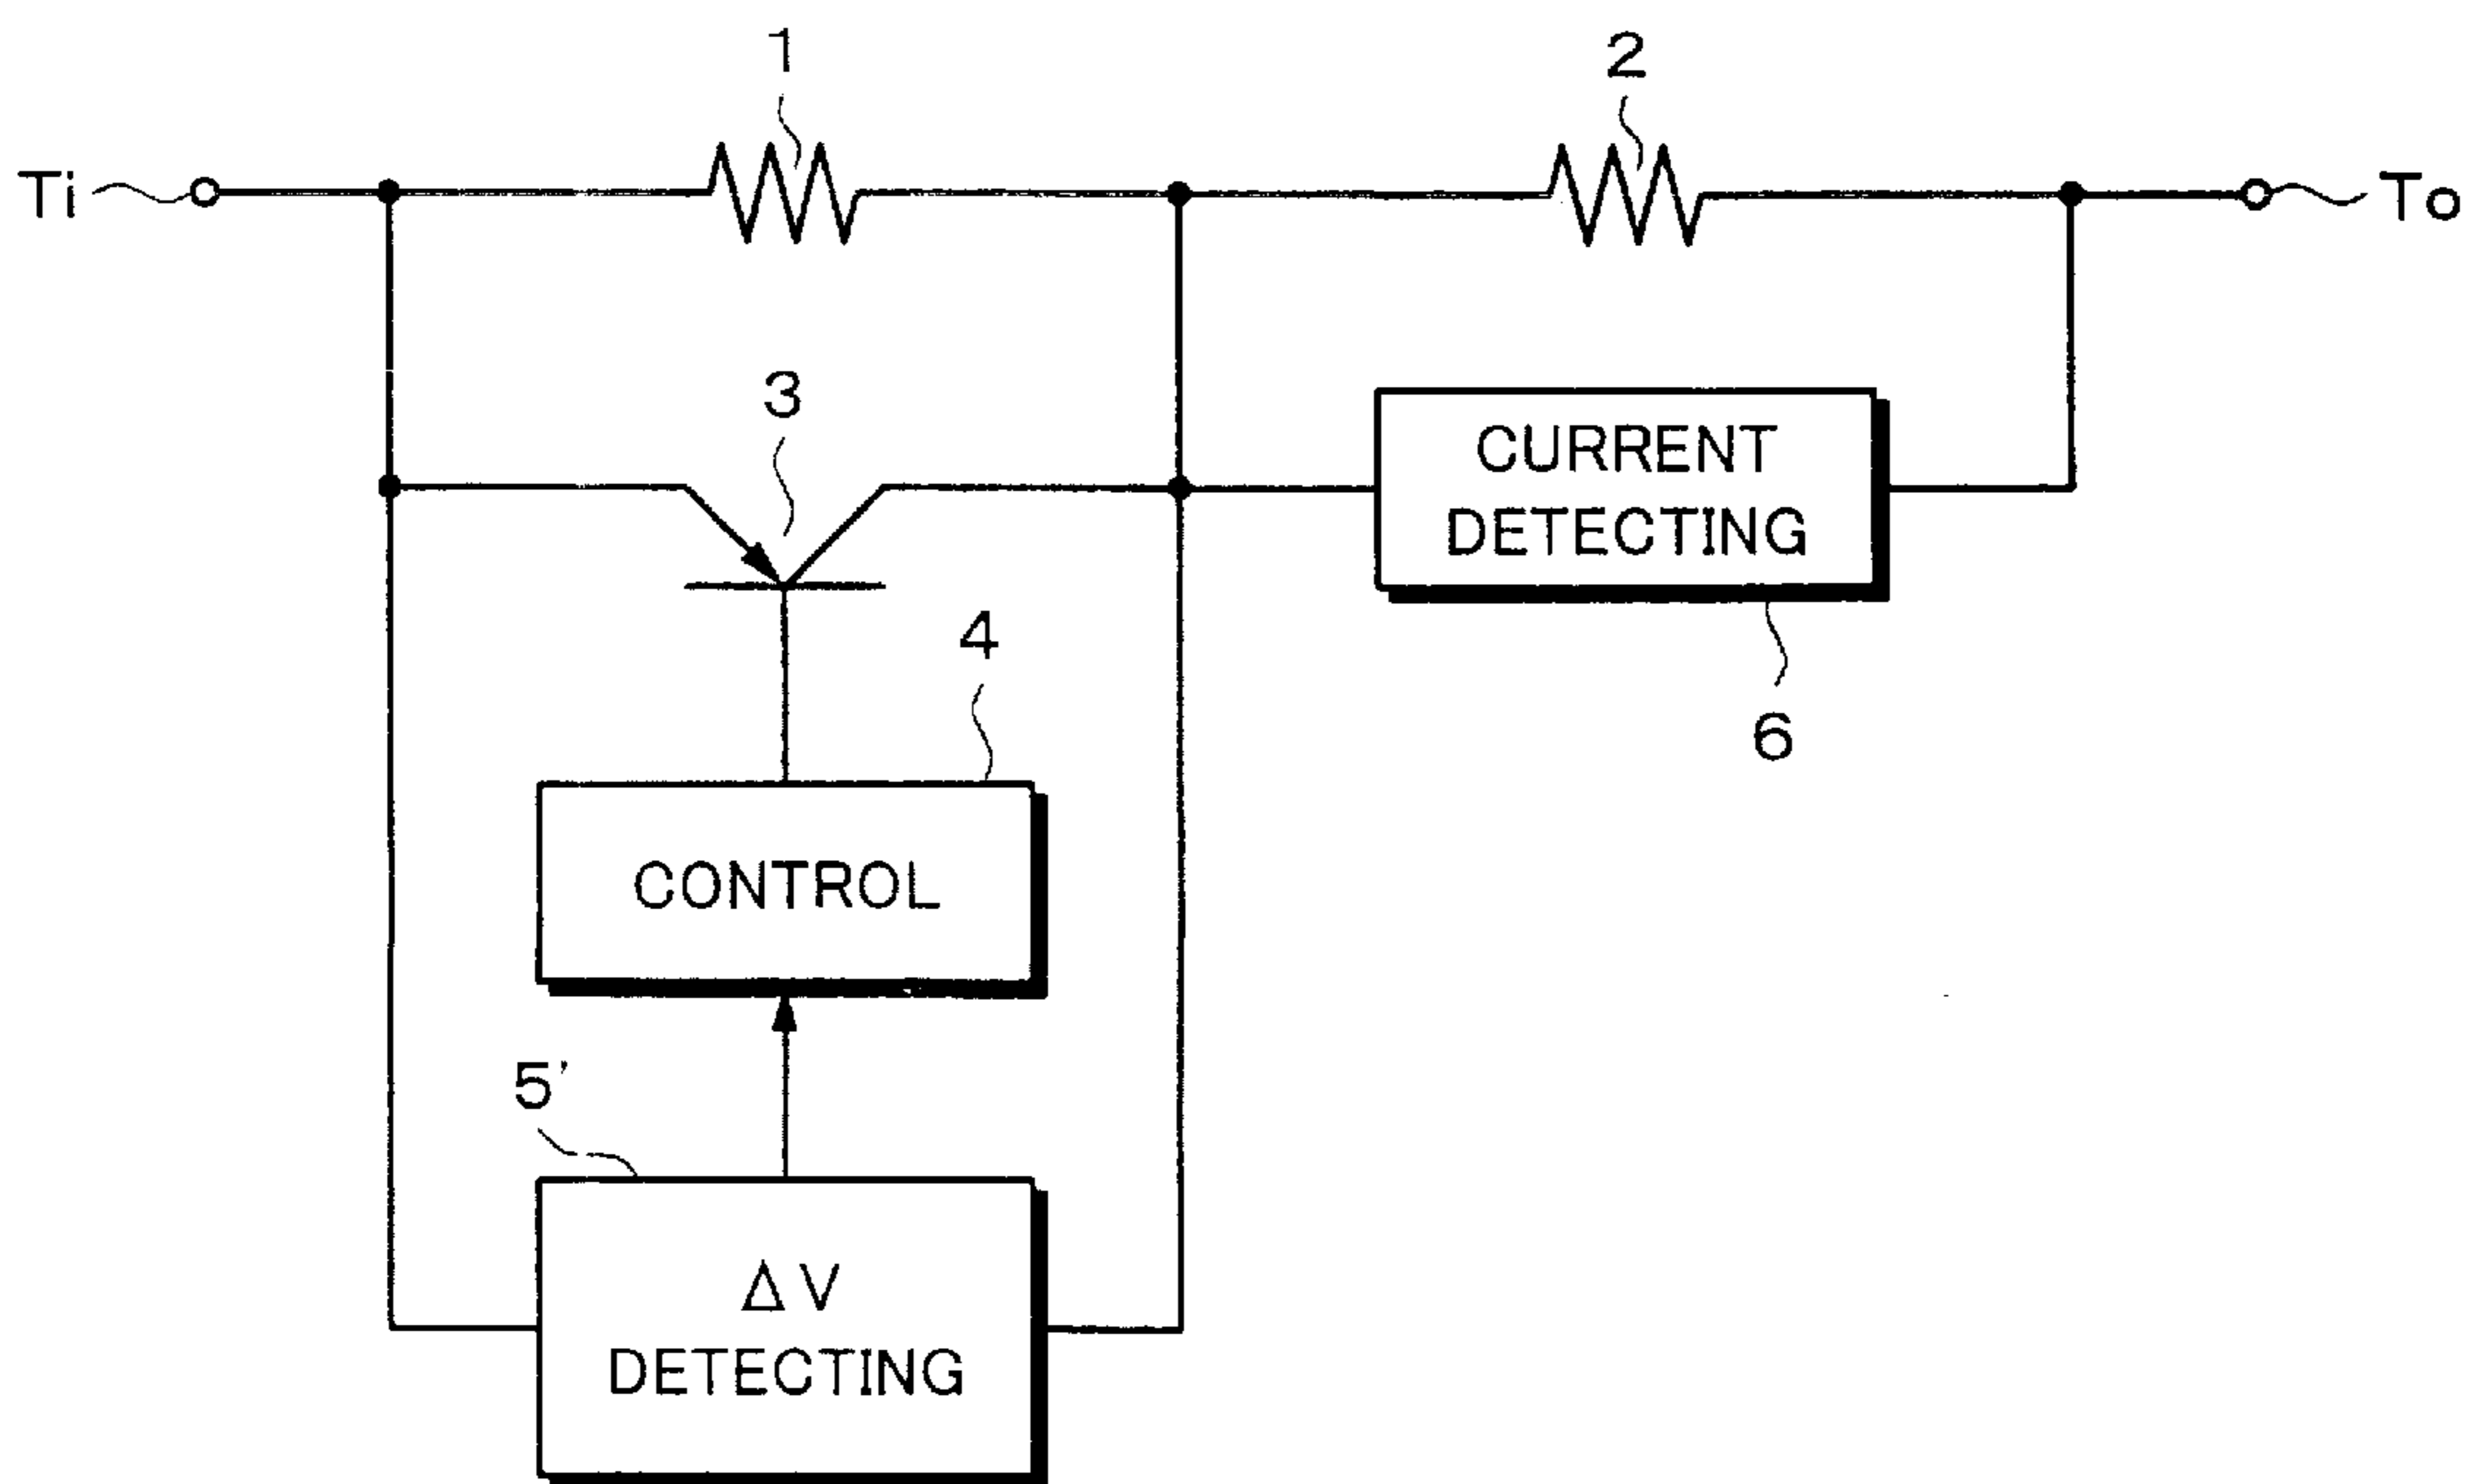 1
2
Ti
To
3
CURRENT
DETECTING
4
6
CONTROL
5'
ΔV
DETECTING